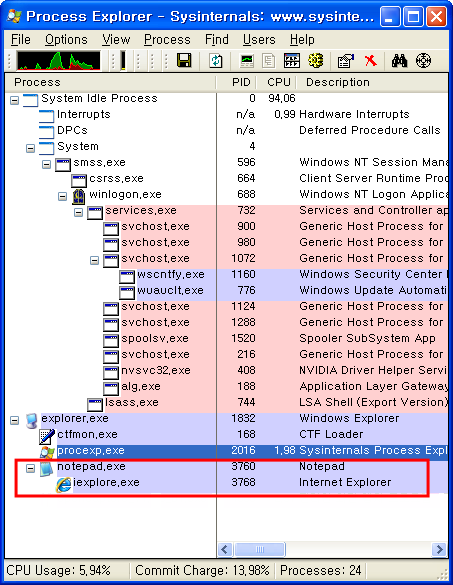 Process Explorer - Sysinternals: www.sysinte...
File Options View Process Find Users Help
Process PID CPU Description
System Idle Process 0 94,06
Interrupts n/a 0,99 Hardware Interrupts
DPCs n/a Deferred Procedure Calls
System 4
smss,exe 596 Windows NT Session Mana
csrss,exe 664 Client Server Runtime Proc
winlogon,exe 688 Windows NT Logon Applica
services,exe 732 Services and Controller ap
svchost,exe 900 Generic Host Process for
svchost,exe 980 Generic Host Process for
svchost,exe 1072 Generic Host Process for
wscntfy,exe 1160 Windows Security Center
wuauclt,exe 776 Windows Update Automati
svchost,exe 1124 Generic Host Process for
svchost,exe 1288 Generic Host Process for
spoolsv,exe 1520 Spooler SubSystem App
svchost,exe 216 Generic Host Process for
nvsvc32,exe 408 NVIDIA Driver Helper Servic
alg,exe 188 Application Layer Gateway
lsass,exe 744 LSA Shell (Export Version)
explorer,exe 1832 Windows Explorer
ctfmon,exe 168 CTF Loader
procexp,exe 2016 1,98 Sysinternals Process Expl
notepad,exe 3760 Notepad
iexplore,exe 3768 Internet Explorer
CPU Usage: 5,94% Commit Charge: 13,98% Processes: 24